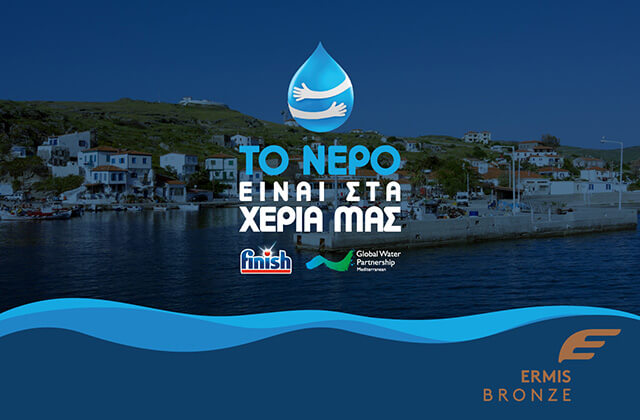 ΤΟ ΝΕΡΟ
ΕΙΝΑΙ ΣΤΑ
ΧΕΡΙΑ ΜΑΣ
finish
Global Water
Partnership
Mediterranean
ERMIS
BRONZE